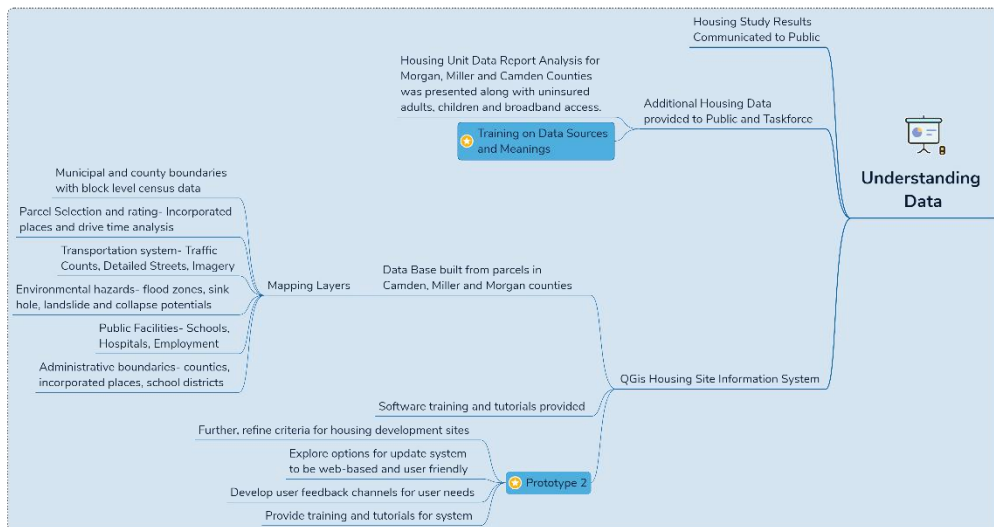 Housing Study Results
Communicated to Public
Housing Unit Data Report Analysis for
Morgan, Miller and Camden Counties
was presented along with uninsured
adults, children and broadband access.
Additional Housing Data
provided to Public and Taskforce
Training on Data Sources
and Meanings
Understanding
Data
Municipal and county boundaries
with block level census data
Parcel Selection and rating- Incorporated
places and drive time analysis
Transportation system- Traffic
Counts, Detailed Streets, Imagery
Environmental hazards- flood zones, sink
hole, landslide and collapse potentials
Public Facilities- Schools,
Hospitals, Employment
Administrative boundaries- counties,
incorporated places, school districts
Mapping Layers
Data Base built from parcels in
Camden, Miller and Morgan counties
QGis Housing Site Information System
Software training and tutorials provided
Further, refine criteria for housing development sites
Explore options for update system
to be web-based and user friendly
Develop user feedback channels for user needs
Provide training and tutorials for system
Prototype 2